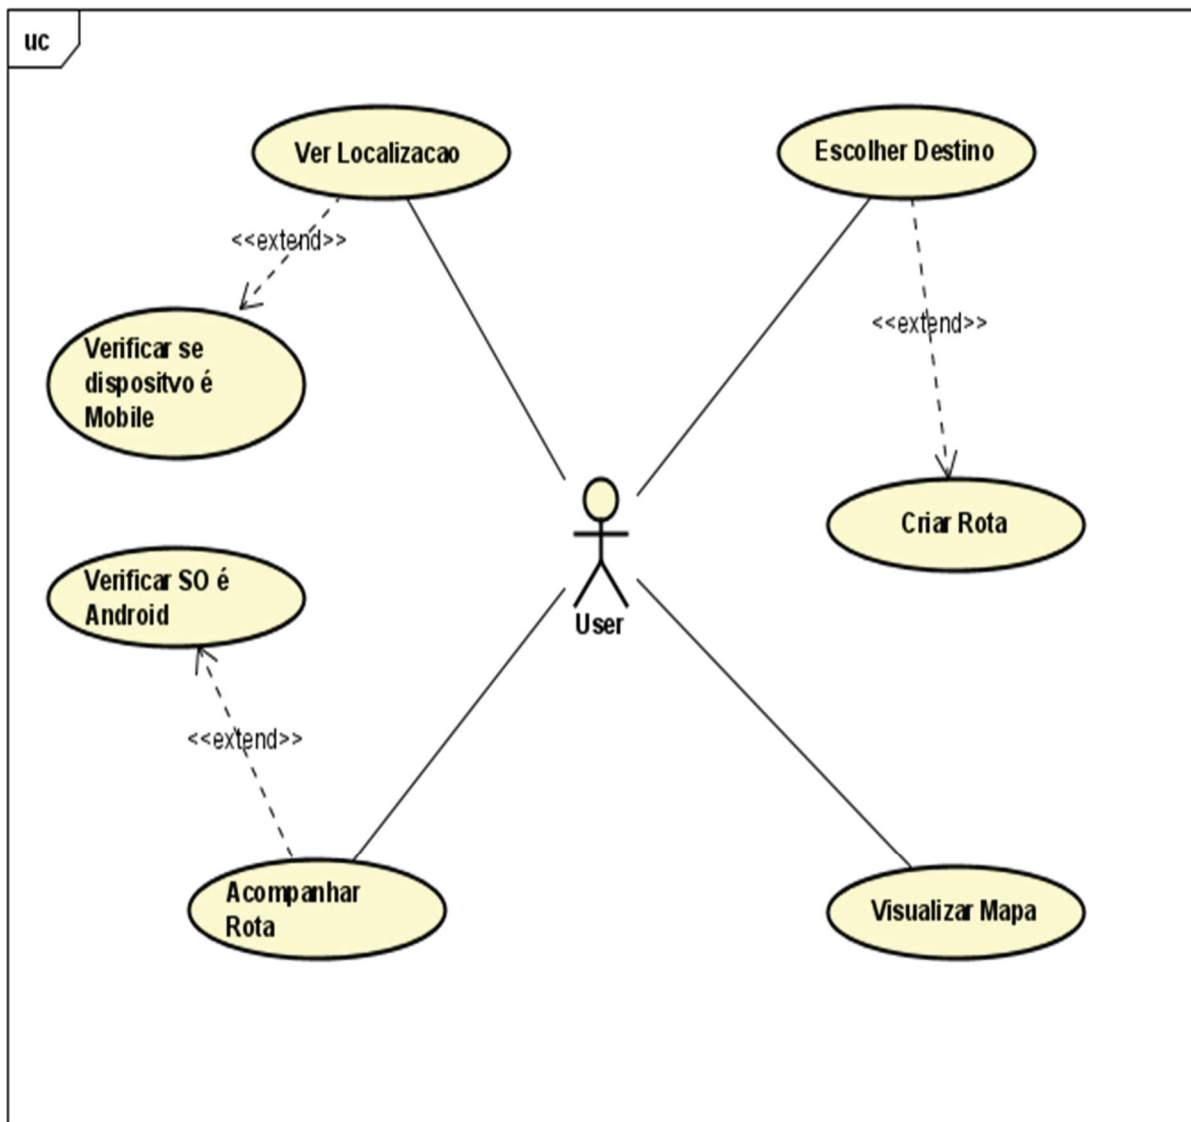 uc
Ver Localizacao
Escolher Destino
<<extend>>
<<extend>>
Verificar se
dispositvo é
Mobile
Criar Rota
Verificar SO é
Android
User
<<extend>>
Acompanhar
Rota
Visualizar Mapa